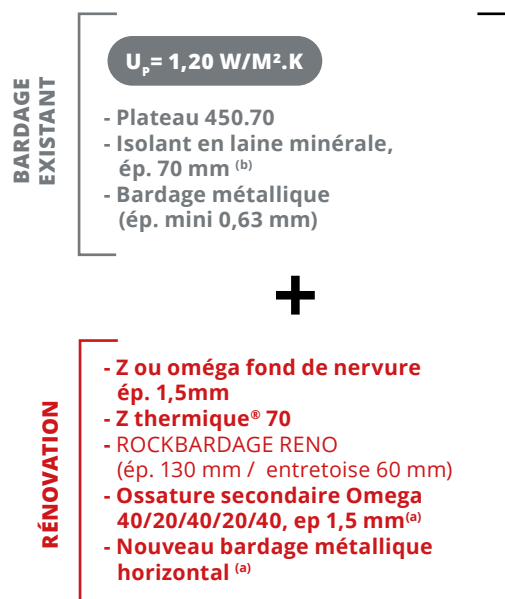 BARDAGE
EXISTANT
Up= 1,20 W/M².K
- Plateau 450.70
- Isolant en laine minérale,
ép. 70 mm (b)
- Bardage métallique
(ép. mini 0,63 mm)
+
RÉNOVATION
- Z ou oméga fond de nervure
ép. 1,5mm
- Z thermique® 70
- ROCKBARDAGE RENO
(ép. 130 mm / entretoise 60 mm)
- Ossature secondaire Omega
40/20/40/20/40, ep 1,5 mm(a)
- Nouveau bardage métallique
horizontal (a)